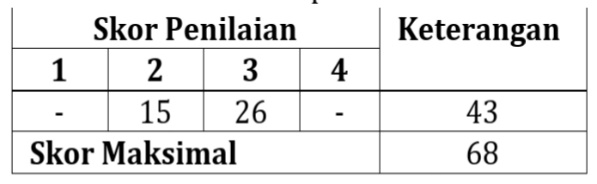 Skor Penilaian Keterangan
1 2 3 4
- 15 26 - 43
Skor Maksimal 68